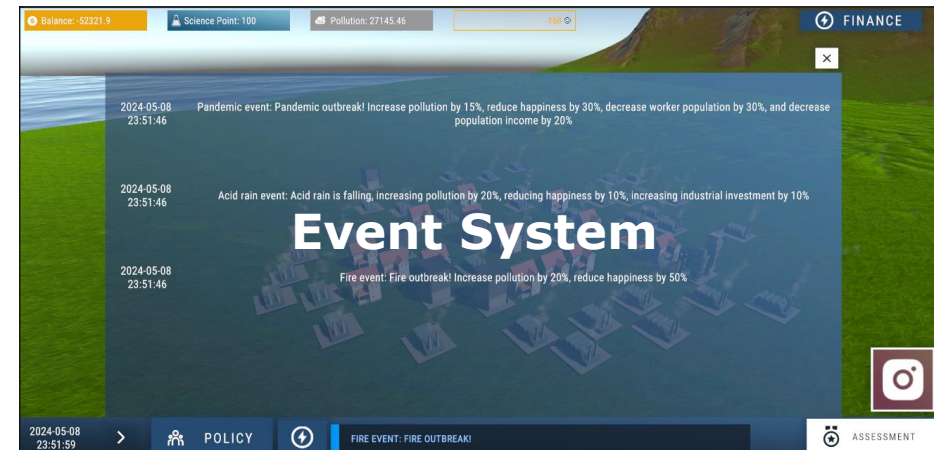 Balance: -52321.9
Science Point: 100
Pollution: 27145.46
-160
FINANCE
2024-05-08
23:51:46
Pandemic event: Pandemic outbreak! Increase pollution by 15%, reduce happiness by 30%, decrease worker population by 30%, and decrease
population income by 20%
2024-05-08
23:51:46
Acid rain event: Acid rain is falling, increasing pollution by 20%, reducing happiness by 10%, increasing industrial investment by 10%
Event System
2024-05-08
23:51:46
Fire event: Fire outbreak! Increase pollution by 20%, reduce happiness by 50%
2024-05-08
23:51:59
POLICY
FIRE EVENT: FIRE OUTBREAK!
ASSESSMENT